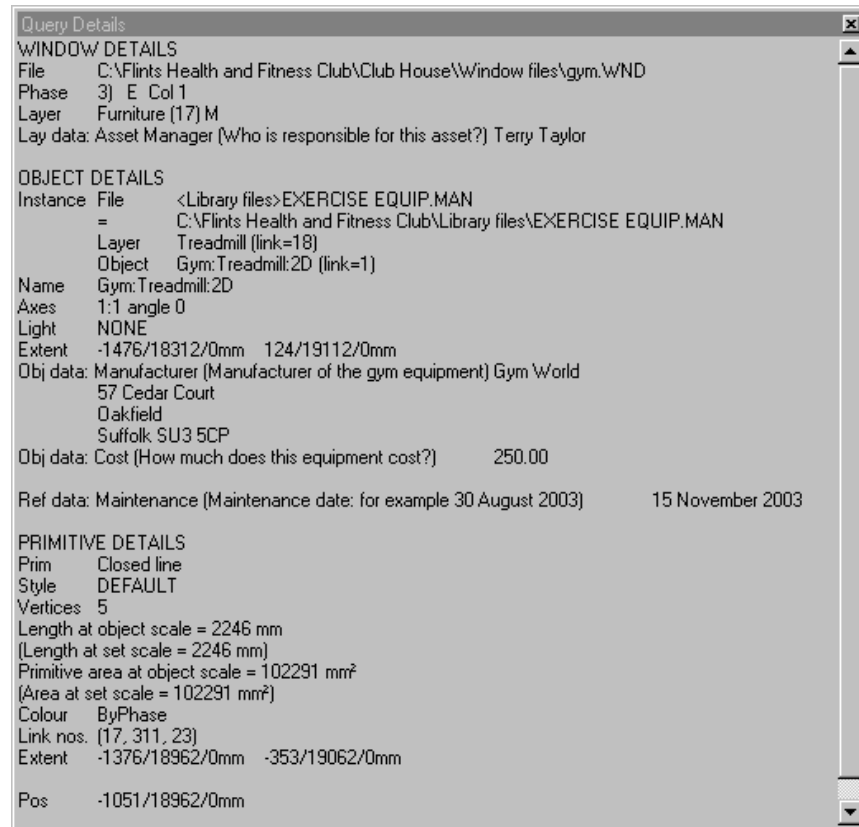 Query Details
WINDOW DETAILS
File C:\Flints Health and Fitness Club\Club House\Window files\gym.WND
Phase 3) E Col 1
Layer Furniture (17) M
Lay data: Asset Manager (Who is responsible for this asset?) Terry Taylor
OBJECT DETAILS
Instance File <Library files>EXERCISE EQUIP.MAN
= C:\Flints Health and Fitness Club\Library files\EXERCISE EQUIP.MAN
Layer Treadmill (link=18)
Object Gym:Treadmill:2D (link=1)
Name Gym:Treadmill:2D
Axes 1:1 angle 0
Light NONE
Extent -1476/18312/0mm 124/19112/0mm
Obj data: Manufacturer (Manufacturer of the gym equipment) Gym World
57 Cedar Court
Oakfield
Suffolk SU3 5CP
Obj data: Cost (How much does this equipment cost?) 250.00
Ref data: Maintenance (Maintenance date: for example 30 August 2003) 15 November 2003
PRIMITIVE DETAILS
Prim Closed line
Style DEFAULT
Vertices 5
Length at object scale = 2246 mm
(Length at set scale = 2246 mm)
Primitive area at object scale = 102291 mm²
(Area at set scale = 102291 mm²)
Colour ByPhase
Link nos. (17, 311, 23)
Extent -1376/18962/0mm -353/19062/0mm
Pos -1051/18962/0mm